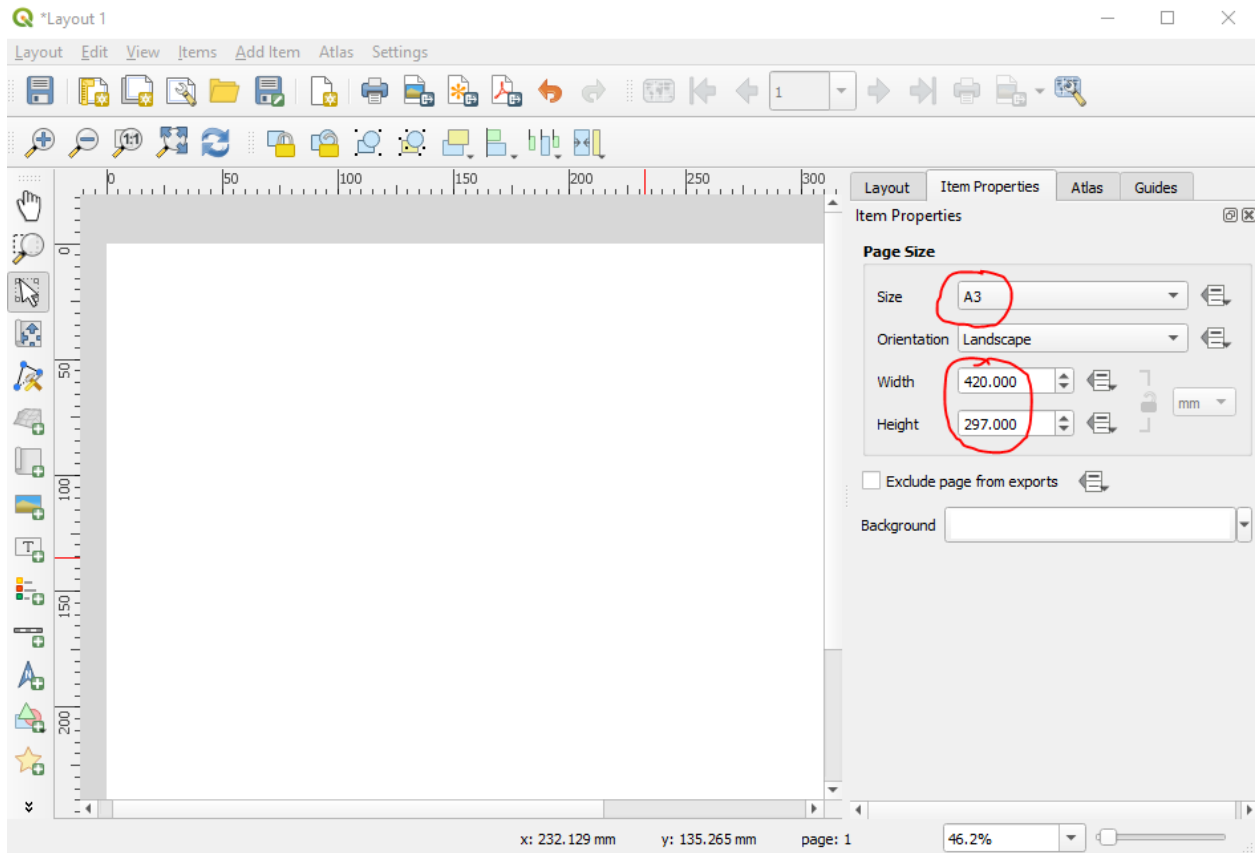 *Layout 1
Layout Edit View Items Add Item Atlas Settings
1
1:1
0 50 100 150 200 250 300
Layout Item Properties Atlas Guides
Item Properties
Page Size
Size A3
Orientation Landscape
Width 420.000
mm
Height 297.000
Exclude page from exports
Background
0
50
100
150
200
T
N
x: 232.129 mm y: 135.265 mm page: 1 46.2%